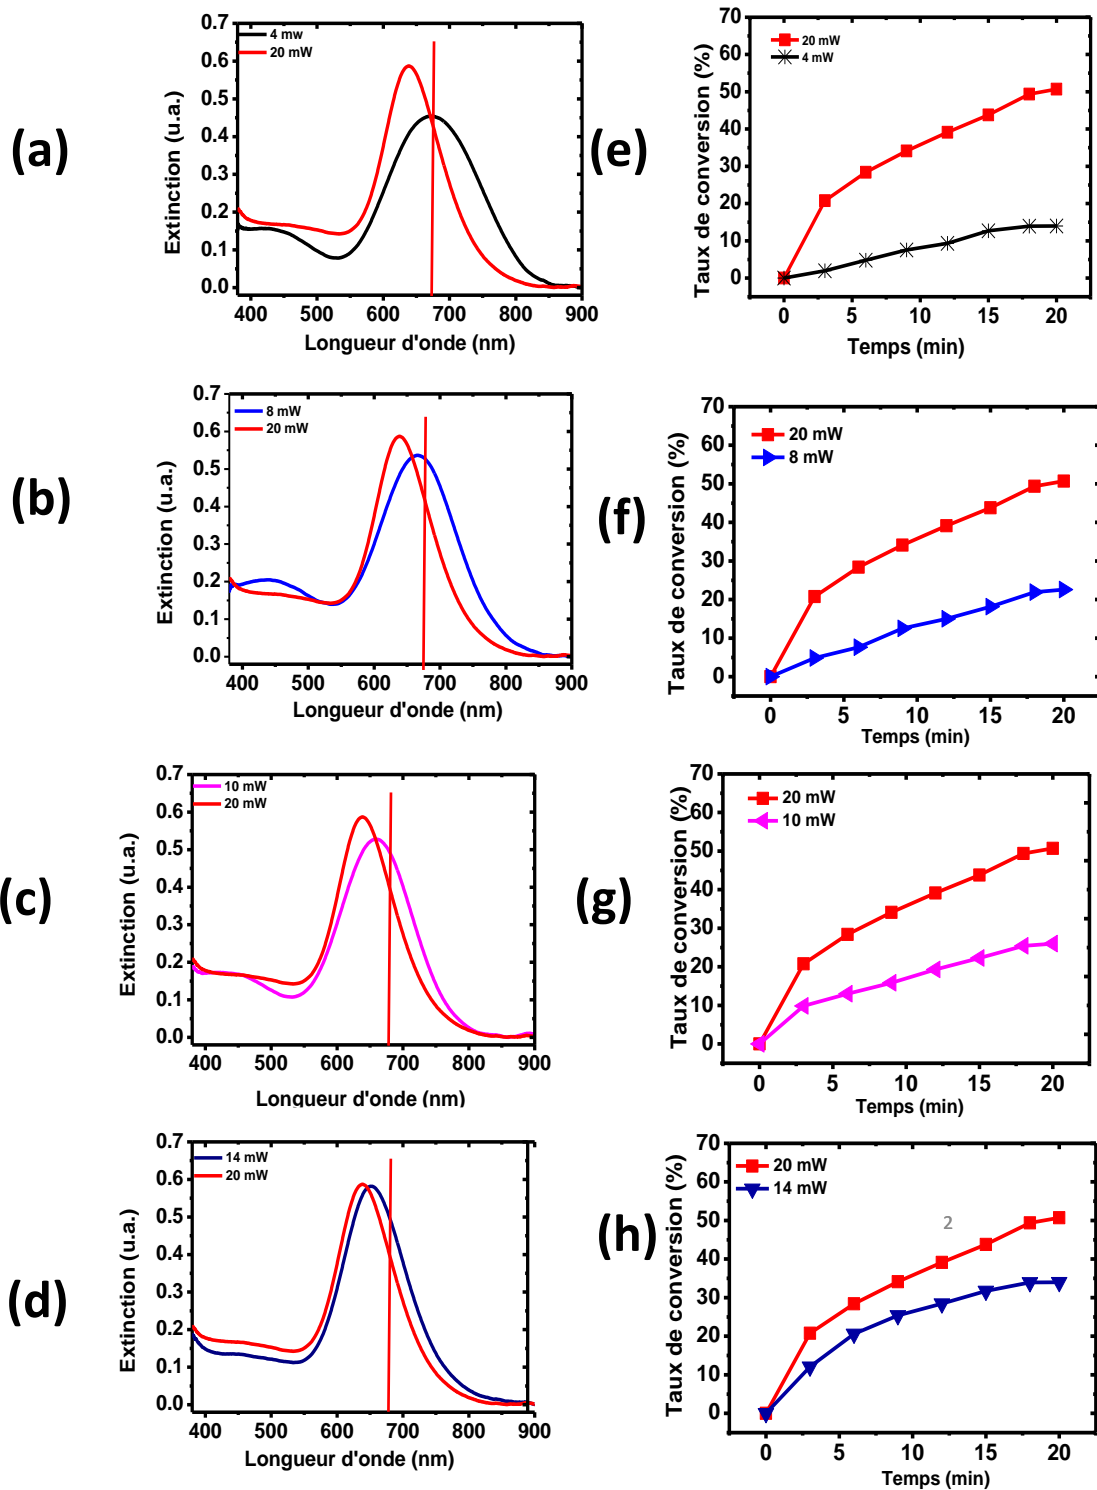 (a)
Extinction (u.a.)
0.7
0.6
0.5
0.4
0.3
0.2
0.1
0.0
4 mw
20 mW
400 500 600 700 800 900
Longueur d'onde (nm)
(e)
Taux de conversion (%)
70
60
50
40
30
20
10
0
20 mW
4 mW
0 5 10 15 20
Temps (min)
(b)
Extinction (u.a.)
0.7
0.6
0.5
0.4
0.3
0.2
0.1
0.0
8 mW
20 mW
400 500 600 700 800 900
Longueur d'onde (nm)
(f)
Taux de conversion (%)
70
60
50
40
30
20
10
0
20 mW
8 mW
0 5 10 15 20
Temps (min)
(c)
Extinction (u.a.)
0.7
0.6
0.5
0.4
0.3
0.2
0.1
0.0
10 mW
20 mW
400 500 600 700 800 900
Longueur d'onde (nm)
(g)
Taux de conversion (%)
70
60
50
40
30
20
10
0
20 mW
10 mW
0 5 10 15 20
Temps (min)
(d)
Extinction (u.a.)
0.7
0.6
0.5
0.4
0.3
0.2
0.1
0.0
14 mW
20 mW
400 500 600 700 800 900
Longueur d'onde (nm)
(h)
Taux de conversion (%)
70
60
50
40
30
20
10
0
20 mW
14 mW
2
0 5 10 15 20
Temps (min)